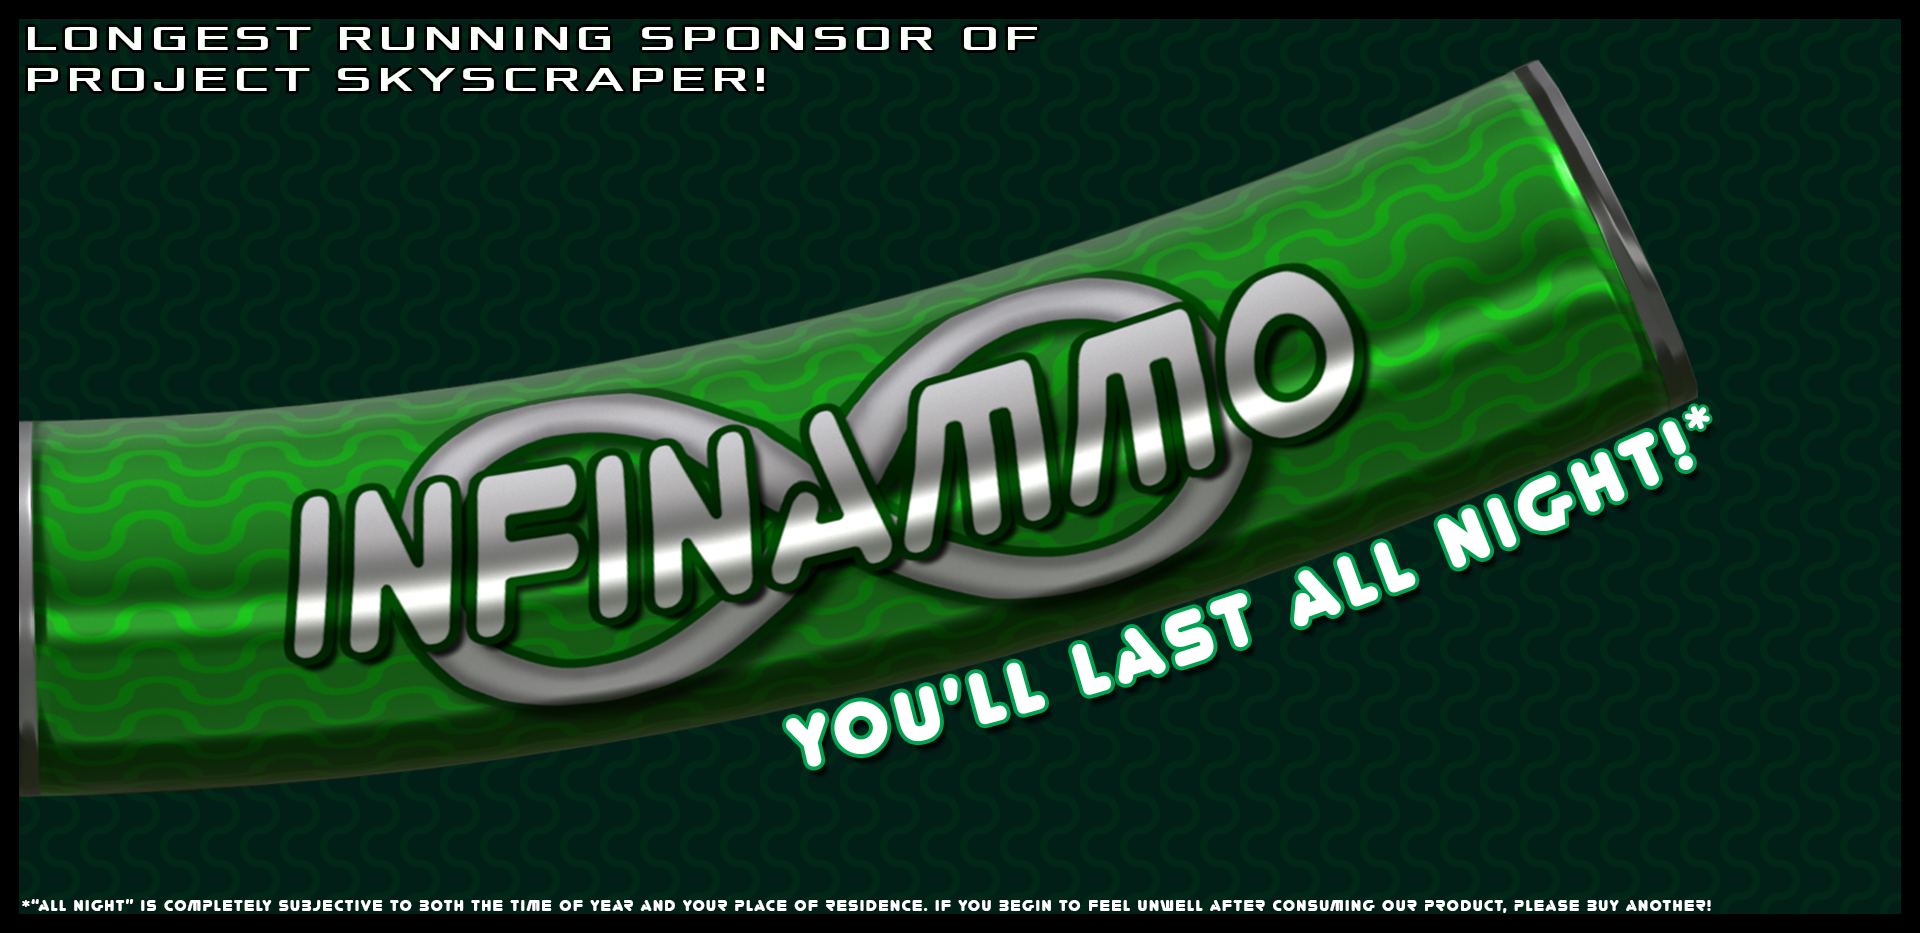 LONGEST RUNNING SPONSOR OF
PROJECT SKYSCRAPER!
INFINAMMO
YOU'LL LAST ALL NIGHT!*
*“ALL NIGHT” IS COMPLETELY SUBJECTIVE TO BOTH THE TIME OF YEAR AND YOUR PLACE OF RESIDENCE. IF YOU BEGIN TO FEEL UNWELL AFTER CONSUMING OUR PRODUCT, PLEASE BUY ANOTHER!